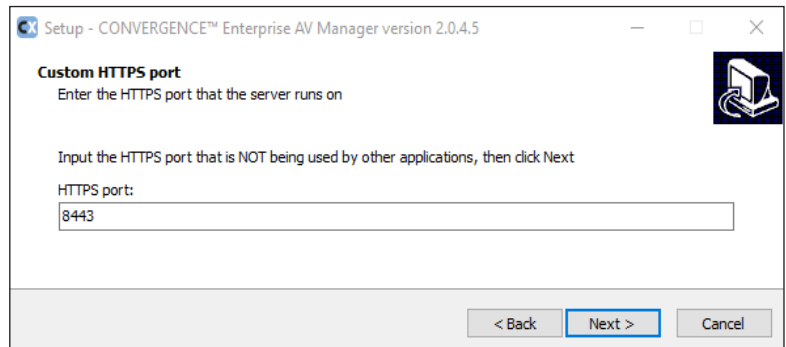 CX Setup - CONVERGENCE™ Enterprise AV Manager version 2.0.4.5
Custom HTTPS port
Enter the HTTPS port that the server runs on
Input the HTTPS port that is NOT being used by other applications, then click Next
HTTPS port:
8443
< Back Next > Cancel